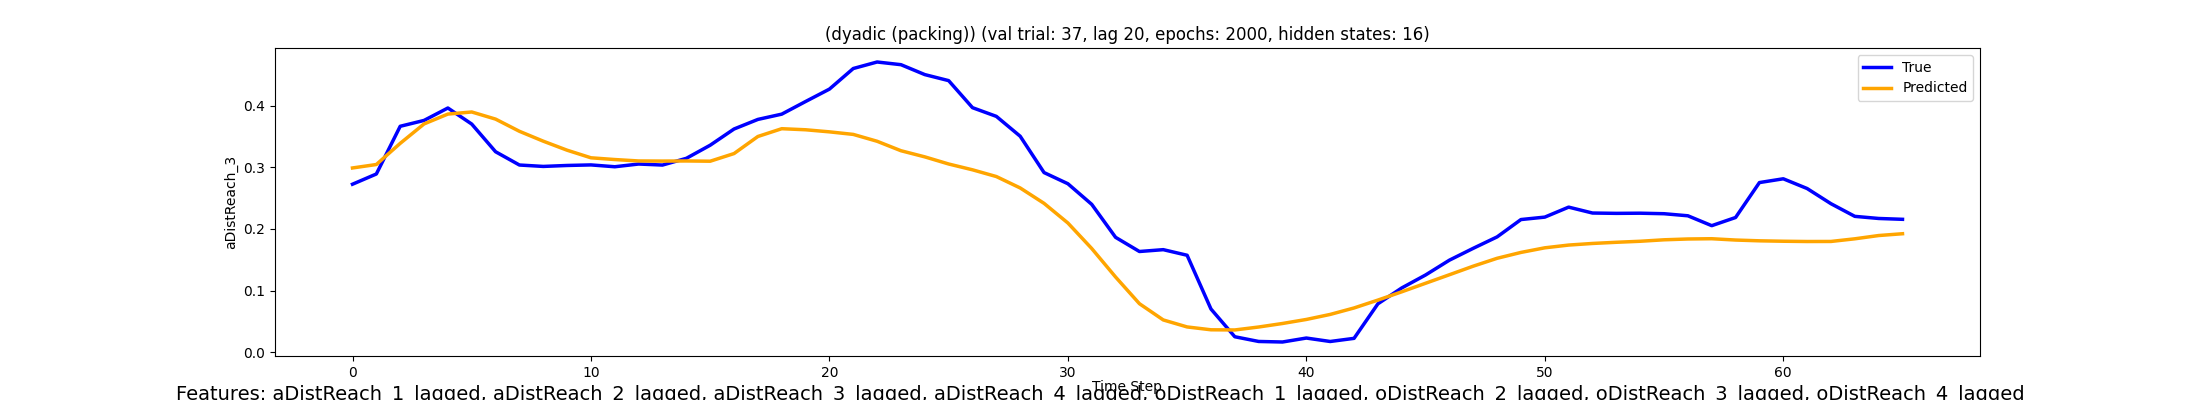 (dyadic (packing)) (val trial: 37, lag 20, epochs: 2000, hidden states: 16)
True
Predicted
aDistReach_3
0.4
0.3
0.2
0.1
0.0
0 10 20 30 40 50 60
Time Step
Features: aDistReach_1_lagged, aDistReach_2_lagged, aDistReach_3_lagged, aDistReach_4_lagged, oDistReach_1_lagged, oDistReach_2_lagged, oDistReach_3_lagged, oDistReach_4_lagged